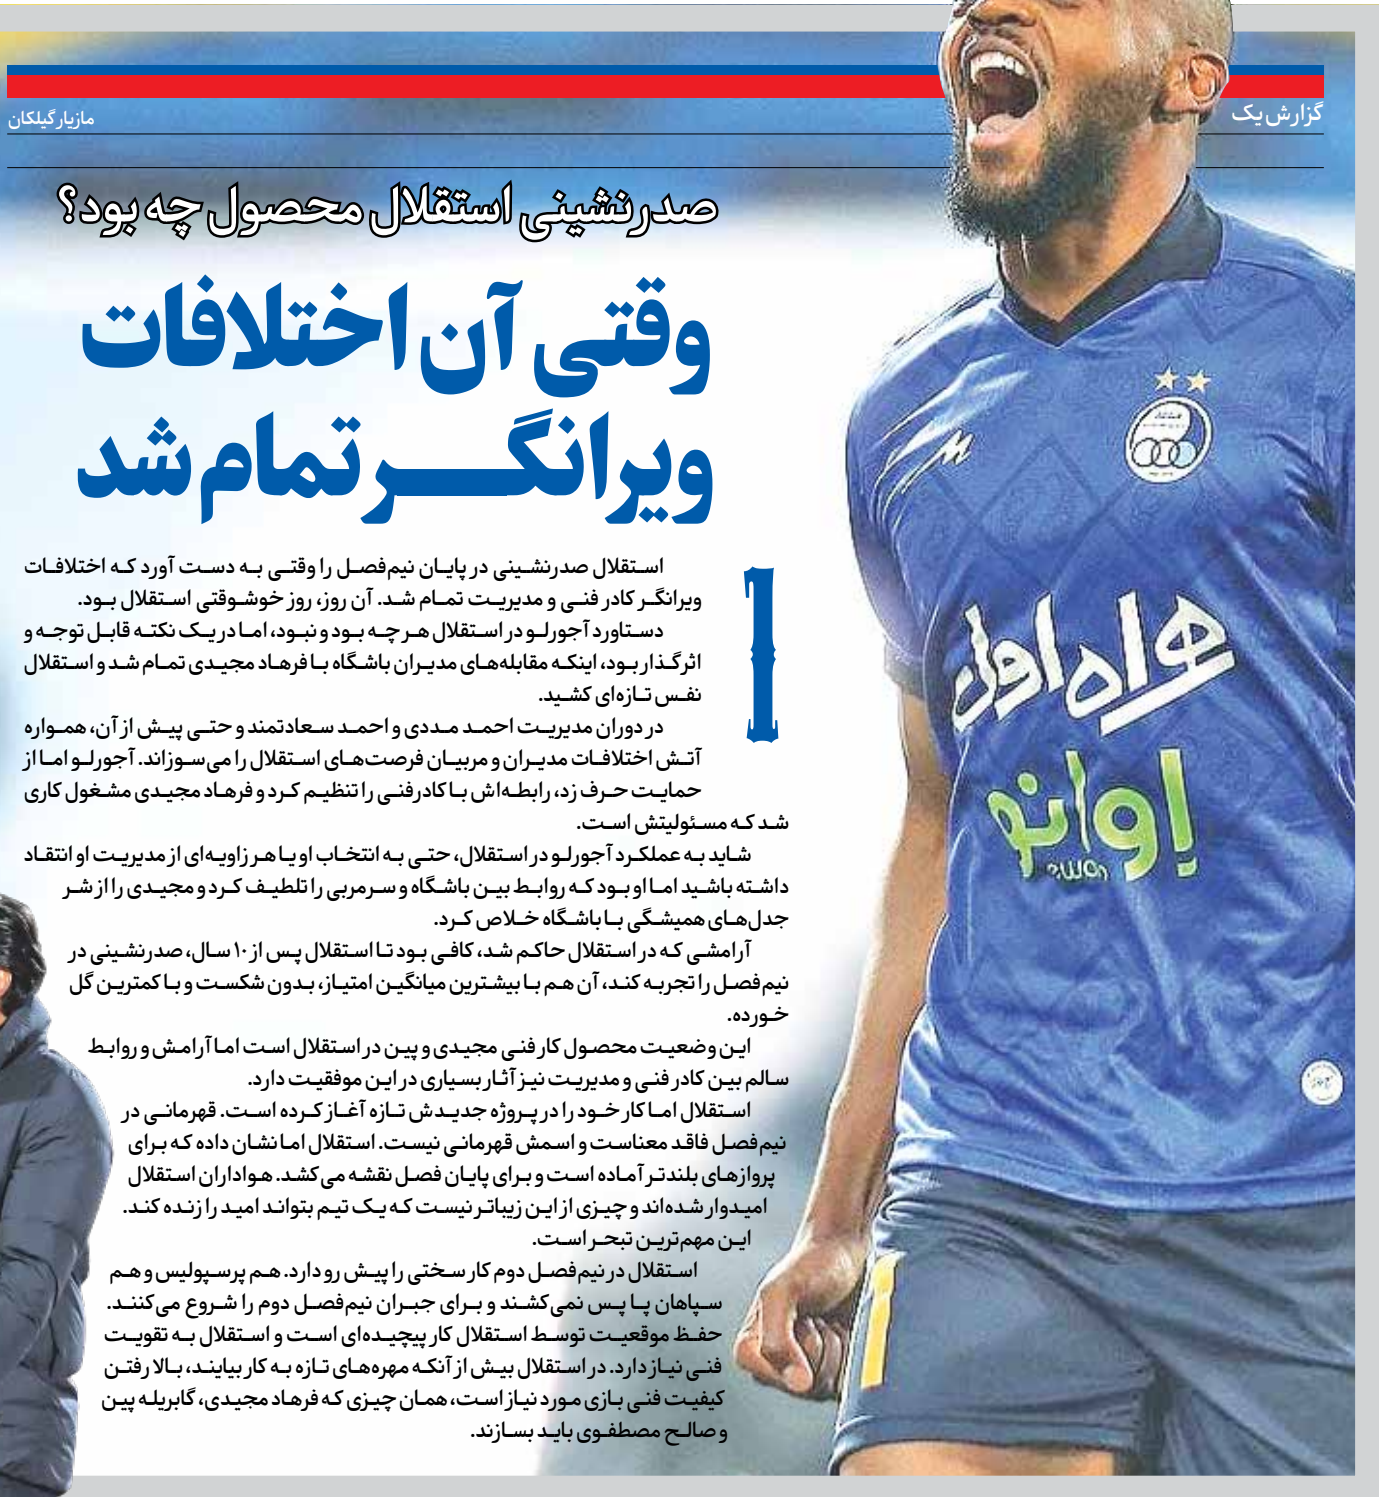 گزارش یک
مازیار گیلکان
صدرنشینی استقلال محصول چه بود؟
وقتی آن اختلافات
ویرانگر تمام شد
استقلال صدرنشینی در پایان نیم‌فصل را وقتی به دست آورد که اختلافات
ویرانگر کادر فنی و مدیریت تمام شد. آن روز، روز خوشوقتی استقلال بود.
دستاورد آجورلو در استقلال هر چه بود و نبود، اما در یک نکته قابل توجه و
اثرگذار بود، اینکه مقابله‌های مدیران باشگاه با فرهاد مجیدی تمام شد و استقلال
نفس تازه‌ای کشید.
در دوران مدیریت احمد مددی و احمد سعادتمند و حتی پیش از آن، همواره
آتش اختلافات مدیران و مربیان فرصت‌های استقلال را می‌سوزاند. آجورلو اما از
حمایت حرف زد، رابطه‌اش با کادرفنی را تنظیم کرد و فرهاد مجیدی مشغول کاری
شد که مسئولیتش است.
شاید به عملکرد آجورلو در استقلال، حتی به انتخاب او یا هر زاویه‌ای از مدیریت او انتقاد
داشته باشید اما او بود که روابط بین باشگاه و سرمربی را تلطیف کرد و مجیدی را از شر
جدل‌های همیشگی با باشگاه خلاص کرد.
آرامشی که در استقلال حاکم شد، کافی بود تا استقلال پس از ۱۰ سال، صدرنشینی در
نیم‌فصل را تجربه کند، آن هم با بیشترین میانگین امتیاز، بدون شکست و با کمترین گل
خورده.
این وضعیت محصول کار فنی مجیدی و پین در استقلال است اما آرامش و روابط
سالم بین کادر فنی و مدیریت نیز آثار بسیاری در این موفقیت دارد.
استقلال اما کار خود را در پروژه جدیدش تازه آغاز کرده است. قهرمانی در
نیم‌فصل فاقد معناست و اسمش قهرمانی نیست. استقلال اما نشان داده که برای
پروازهای بلندتر آماده است و برای پایان فصل نقشه می‌کشد. هواداران استقلال
امیدوار شده‌اند و چیزی از این زیباتر نیست که یک تیم بتواند امید را زنده کند.
این مهم‌ترین تبحر است.
استقلال در نیم‌فصل دوم کار سختی را پیش رو دارد. هم پرسپولیس و هم
سپاهان پا پس نمی‌کشند و برای جبران نیم‌فصل دوم را شروع می‌کنند.
حفظ موقعیت توسط استقلال کار پیچیده‌ای است و استقلال به تقویت
فنی نیاز دارد. در استقلال بیش از آنکه مهره‌های تازه به کار بیایند، بالا رفتن
کیفیت فنی بازی مورد نیاز است، همان چیزی که فرهاد مجیدی، گابریله پین
و صالح مصطفوی باید بسازند.
1
همراه اول
ایوانه